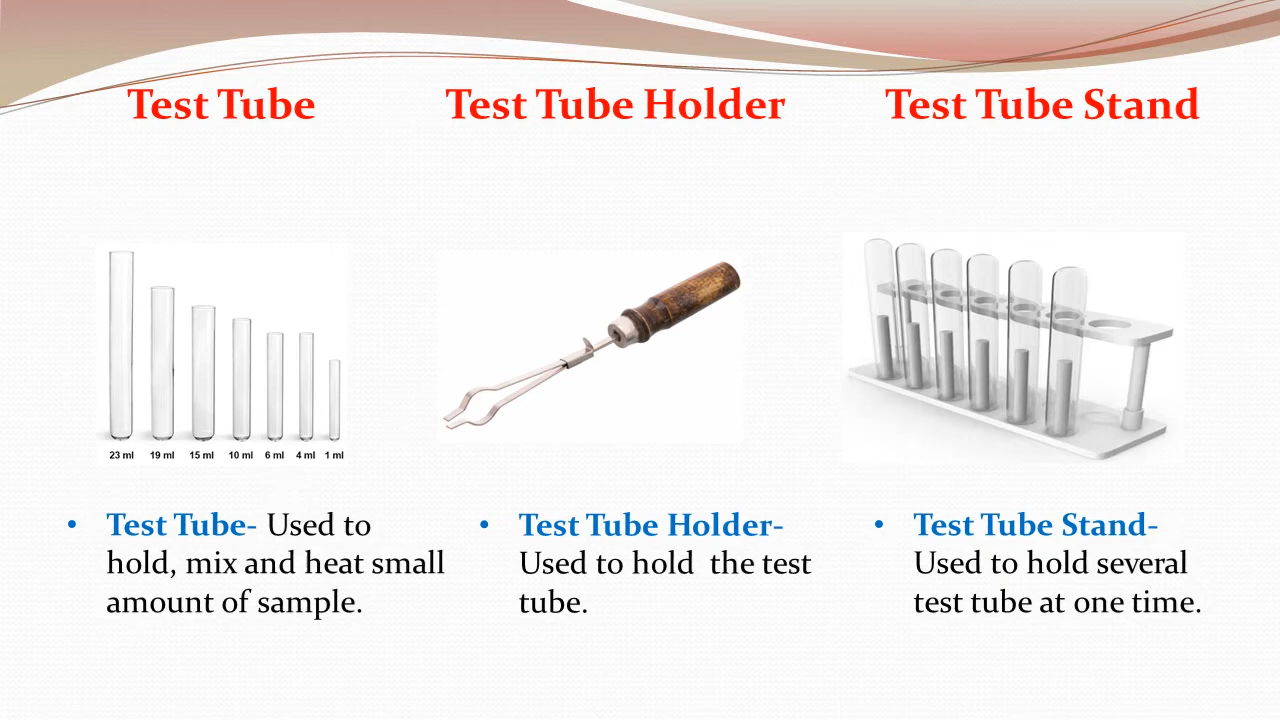 Test Tube
Test Tube Holder
Test Tube Stand
23 ml 19 ml 15 ml 10 ml 6 ml 4 ml 1 ml
• Test Tube- Used to
hold, mix and heat small
amount of sample.
• Test Tube Holder-
Used to hold  the test
tube.
• Test Tube Stand-
Used to hold several
test tube at one time.